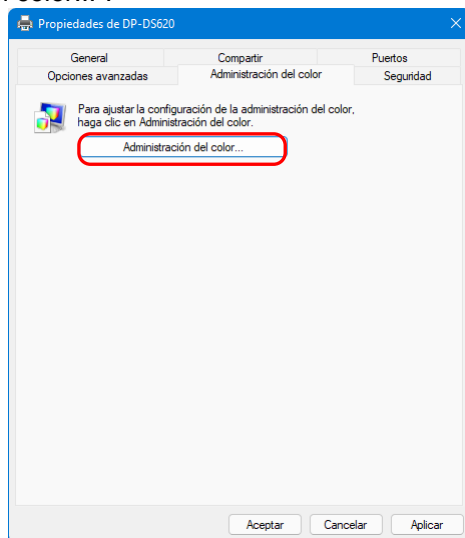 Propiedades de DP-DS620
General Compartir Puertos
Opciones avanzadas Administración del color Seguridad
Para ajustar la configuración de la administración del color,
haga clic en Administración del color.
Administración del color...
Aceptar Cancelar Aplicar